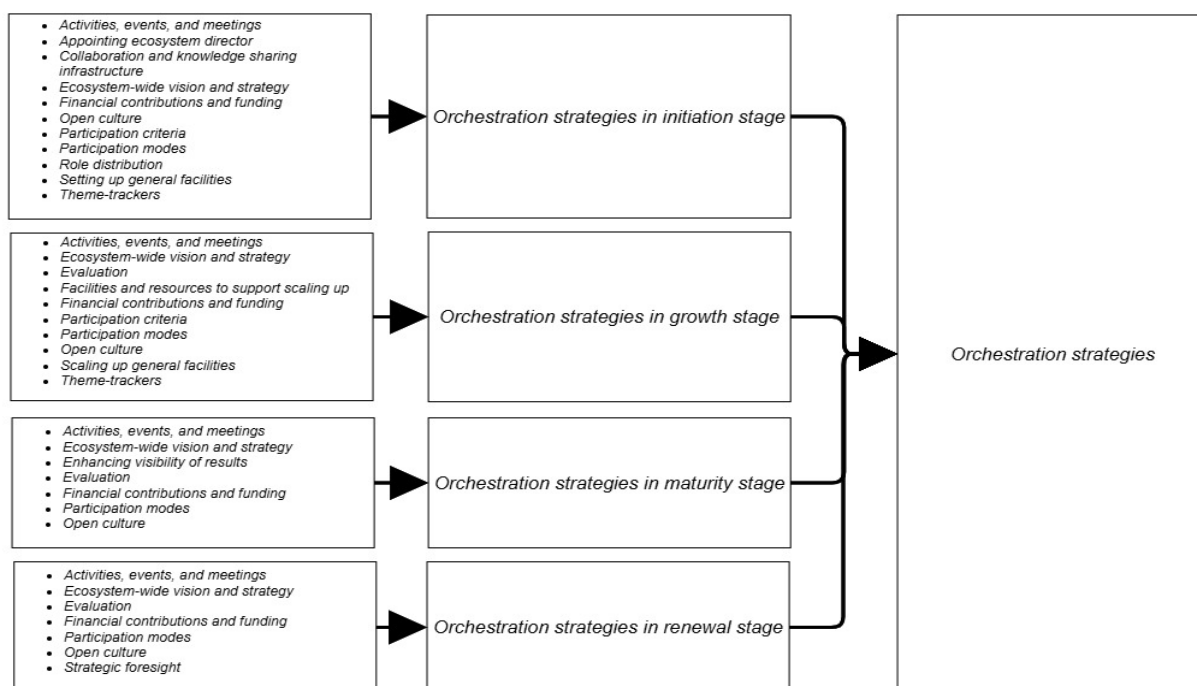 • Activities, events, and meetings
• Appointing ecosystem director
• Collaboration and knowledge sharing
infrastructure
• Ecosystem-wide vision and strategy
• Financial contributions and funding
• Open culture
• Participation criteria
• Participation modes
• Role distribution
• Setting up general facilities
• Theme-trackers
Orchestration strategies in initiation stage
• Activities, events, and meetings
• Ecosystem-wide vision and strategy
• Evaluation
• Facilities and resources to support scaling up
• Financial contributions and funding
• Participation criteria
• Participation modes
• Open culture
• Scaling up general facilities
• Theme-trackers
Orchestration strategies in growth stage
• Activities, events, and meetings
• Ecosystem-wide vision and strategy
• Enhancing visibility of results
• Evaluation
• Financial contributions and funding
• Participation modes
• Open culture
Orchestration strategies in maturity stage
• Activities, events, and meetings
• Ecosystem-wide vision and strategy
• Evaluation
• Financial contributions and funding
• Participation modes
• Open culture
• Strategic foresight
Orchestration strategies in renewal stage
Orchestration strategies